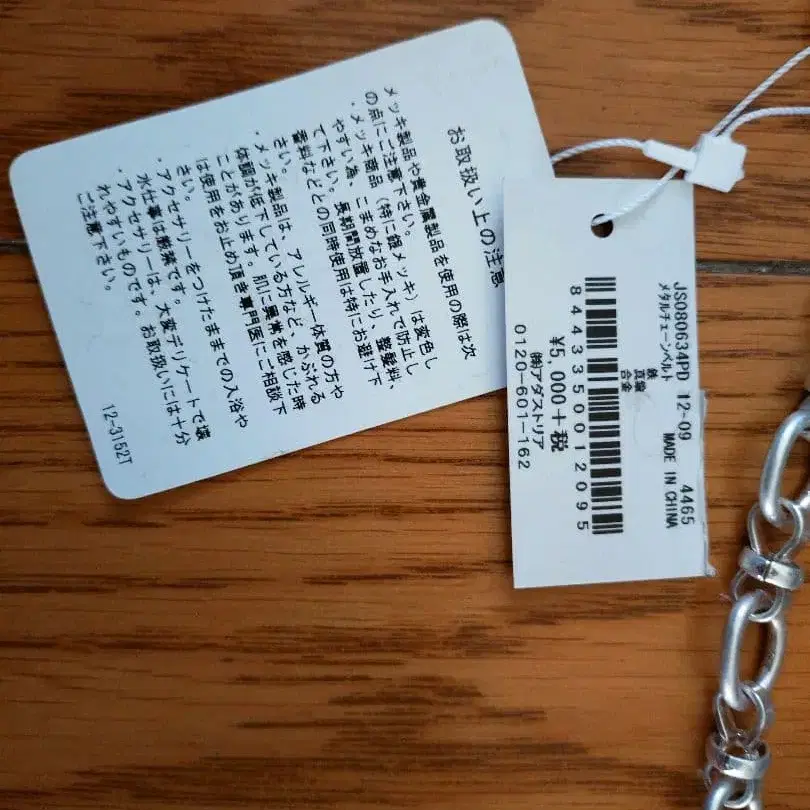 お取扱い上の注意
メッキ製品や貴金属製品を使用の際は次
の点にご注意下さい。
・メッキ商品（特に銀メッキ）は変色し
やすい為、こまめなお手入れで防止し
て下さい。長期間放置したり、整髪料、
香料などとの同時使用は特にお避け下
さい。
・メッキ製品は、アレルギー体質の方や
体調が低下している方など、かぶれる
ことがあります。肌に異常を感じた時
は使用をお止め頂き専門医にご相談下
さい。
・アクセサリーをつけたままでの入浴や
水仕事は厳禁です。
・アクセサリーは、大変デリケートで壊
れやすいものです。お取扱いには十分
ご注意下さい。
12-3152T
JS080634PD 12-09 4465
メタルチェーンベルト MADE IN CHINA
鉄
真鍮
合金
8443350012095
¥5,000+税
㈱アダストリア
0120-601-162